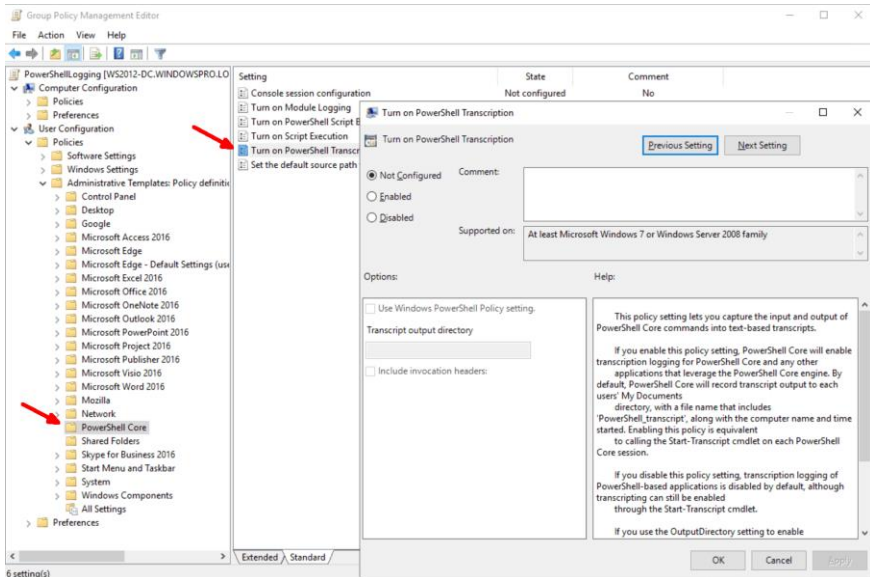 Group Policy Management Editor
File Action View Help
PowerShellLogging [WS2012-DC.WINDOWSPRO.LO
Computer Configuration
Policies
Preferences
User Configuration
Policies
Software Settings
Windows Settings
Administrative Templates: Policy definitio
Control Panel
Desktop
Google
Microsoft Access 2016
Microsoft Edge
Microsoft Edge - Default Settings (use
Microsoft Excel 2016
Microsoft Office 2016
Microsoft OneNote 2016
Microsoft Outlook 2016
Microsoft PowerPoint 2016
Microsoft Project 2016
Microsoft Publisher 2016
Microsoft Visio 2016
Microsoft Word 2016
Mozilla
Network
PowerShell Core
Shared Folders
Skype for Business 2016
Start Menu and Taskbar
System
Windows Components
All Settings
Preferences
6 setting(s)
Setting State Comment
Console session configuration Not configured No
Turn on Module Logging
Turn on PowerShell Script B
Turn on Script Execution
Turn on PowerShell Transcr
Set the default source path
Extended Standard
Turn on PowerShell Transcription
Turn on PowerShell Transcription
Previous Setting Next Setting
Not Configured Comment:
Enabled
Disabled
Supported on: At least Microsoft Windows 7 or Windows Server 2008 family
Options: Help:
Use Windows PowerShell Policy setting.
Transcript output directory
Include invocation headers:
This policy setting lets you capture the input and output of
PowerShell Core commands into text-based transcripts.
If you enable this policy setting, PowerShell Core will enable
transcription logging for PowerShell Core and any other
applications that leverage the PowerShell Core engine. By
default, PowerShell Core will record transcript output to each
users' My Documents
directory, with a file name that includes
'PowerShell_transcript', along with the computer name and time
started. Enabling this policy is equivalent
to calling the Start-Transcript cmdlet on each PowerShell
Core session.
If you disable this policy setting, transcription logging of
PowerShell-based applications is disabled by default, although
transcripting can still be enabled
through the Start-Transcript cmdlet.
If you use the OutputDirectory setting to enable
OK Cancel Apply